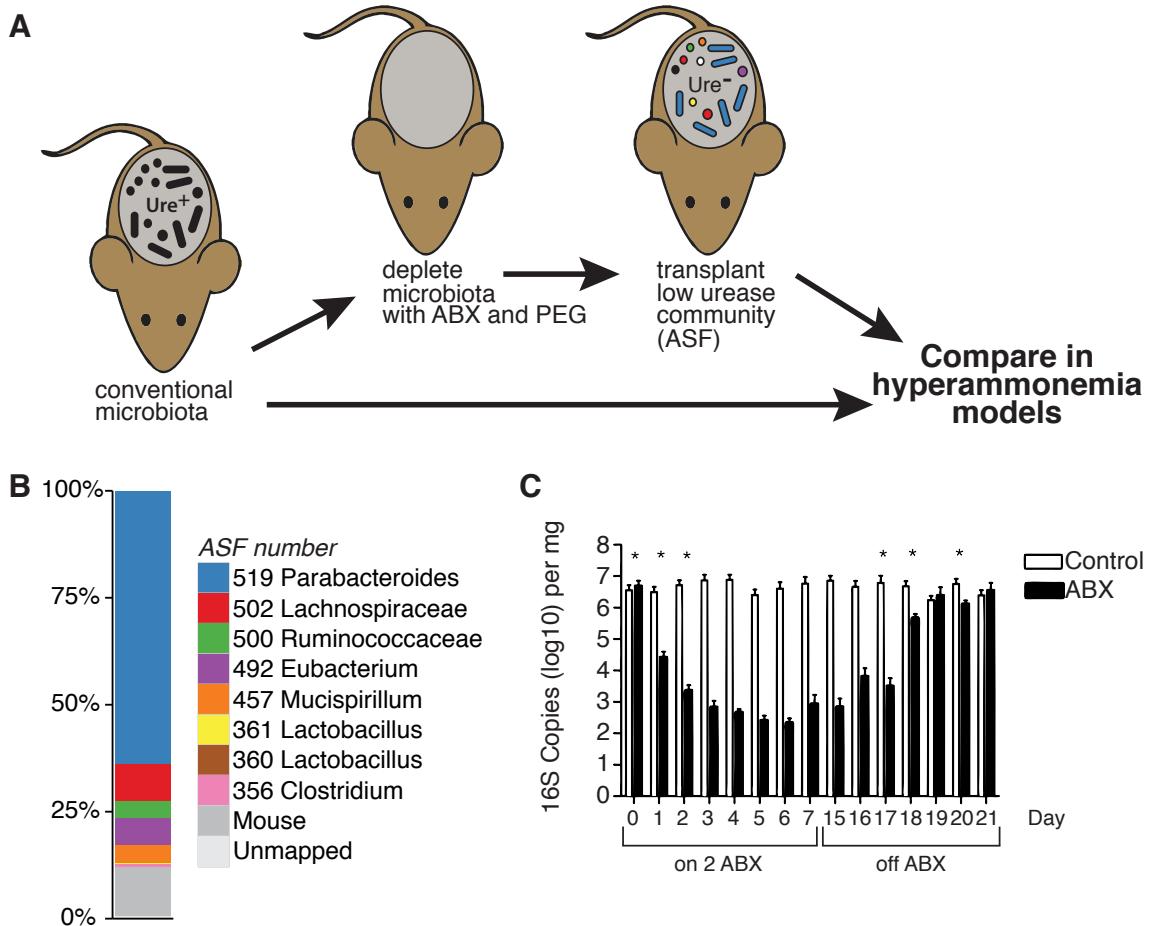 A
Ure+
Ure-
conventional
microbiota
deplete
microbiota
with ABX and PEG
transplant
low urease
community
(ASF)
Compare in
hyperammonemia
models
B
100%
75%
50%
25%
0%
ASF number
519 Parabacteroides
502 Lachnospiraceae
500 Ruminococcaceae
492 Eubacterium
457 Mucispirillum
361 Lactobacillus
360 Lactobacillus
356 Clostridium
Mouse
Unmapped
C
16S Copies (log10) per mg
8
7
6
5
4
3
2
1
0
* * * * * *
0 1 2 3 4 5 6 7 15 16 17 18 19 20 21 Day
on 2 ABX
off ABX
Control
ABX